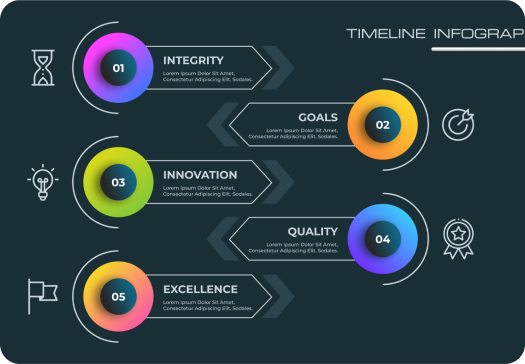 TIMELINE INFOGRAP
01
INTEGRITY
Lorem Ipsum Dolor Sit Amet,
Consectetur Adipiscing Elit. Sodales.
GOALS
02
Lorem Ipsum Dolor Sit Amet,
Consectetur Adipiscing Elit. Sodales.
03
INNOVATION
Lorem Ipsum Dolor Sit Amet,
Consectetur Adipiscing Elit. Sodales.
QUALITY
04
Lorem Ipsum Dolor Sit Amet,
Consectetur Adipiscing Elit. Sodales.
05
EXCELLENCE
Lorem Ipsum Dolor Sit Amet,
Consectetur Adipiscing Elit. Sodales.